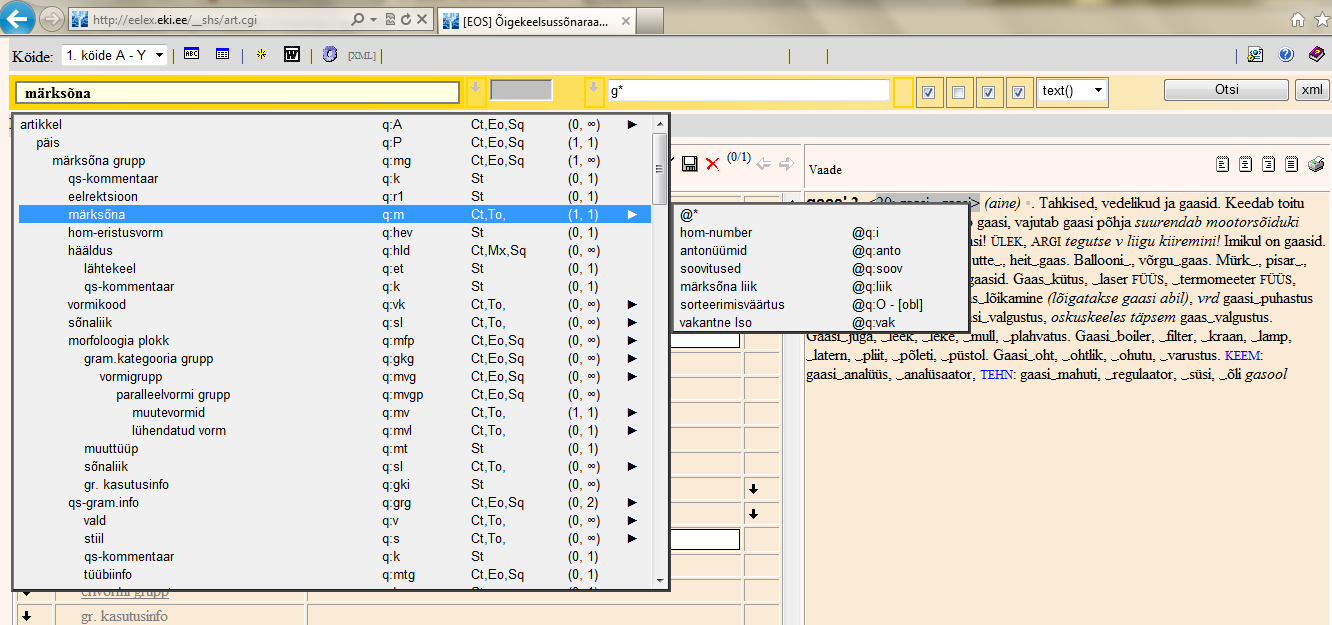 http://eelex.eki.ee/__shs/art.cgi
[EOS] Õigekeelsussõnaraa...
Köide: 1. köide A - Y ABC W [XML]
märksõna g* text() Otsi xml
artikkel q:A Ct,Eo,Sq (0, ∞)
päis q:P Ct,Eo,Sq (1, 1)
märksõna grupp q:mg Ct,Eo,Sq (1, ∞)
qs-kommentaar q:k St (0, 1)
eelrektsioon q:r1 St (0, 1)
märksõna q:m Ct,To, (1, 1)
hom-eristusvorm q:hev St (0, 1)
hääldus q:hld Ct,Mx,Sq (0, 1)
lähtekeel q:et St (0, 1)
qs-kommentaar q:k St (0, 1)
vormikood q:vk Ct,To, (0, ∞)
sõnaliik q:sl Ct,To, (0, ∞)
morfoloogia plokk q:mfp Ct,Eo,Sq (0, ∞)
gram.kategooria grupp q:gkg Ct,Eo,Sq (0, ∞)
vormigrupp q:mvg Ct,Eo,Sq (0, ∞)
paralleelvormi grupp q:mvgp Ct,Eo,Sq (0, ∞)
muutevormid q:mv Ct,To, (1, 1)
lühendatud vorm q:mvl Ct,To, (0, 1)
muuttüüp q:mt St (0, 1)
sõnaliik q:sl Ct,To, (0, ∞)
gr. kasutusinfo q:gki St (0, ∞)
qs-gram.info q:grg Ct,Eo,Sq (0, 2)
vald q:v Ct,To, (0, ∞)
stiil q:s Ct,To, (0, ∞)
qs-kommentaar q:k St (0, 1)
tüübiinfo q:mtg Ct,Eo,Sq (0, 1)
gr. kasutusinfo
@*
hom-number @q:i
antonüümid @q:anto
soovitused @q:soov
märksõna liik @q:liik
sorteerimisväärtus @q:O - [obl]
vakantne lso @q:vak
(0/1)
Vaade
(aine) . Tahkised, vedelikud ja gaasid. Keedab toitu
gaasi, vajutab gaasi põhja suurendab mootorsõiduki
ÜLEK, ARGI tegutse v liigu kiiremini! Imikul on gaasid.
heit_gaas. Ballooni_, võrgu_gaas. Mürk_, pisar_,
Gaas_kütus, _laser FÜÜS, _termomeeter FÜÜS,
_lõikamine (lõigatakse gaasi abil), vrd gaasi_puhastus
_valgustus, oskuskeeles täpsem gaas_valgustus.
Gaasi_juga, _leek, _leke, _mull, _plahvatus. Gaasi_boiler, _filter, _kraan, _lamp,
_latern, _pliit, _põleti, _püstol. Gaasi_oht, _ohtlik, _ohutu, _varustus. KEEM:
gaasi_analüüs, _analüsaator, TEHN: gaasi_mahuti, _regulaator, _süsi, _õli gasool